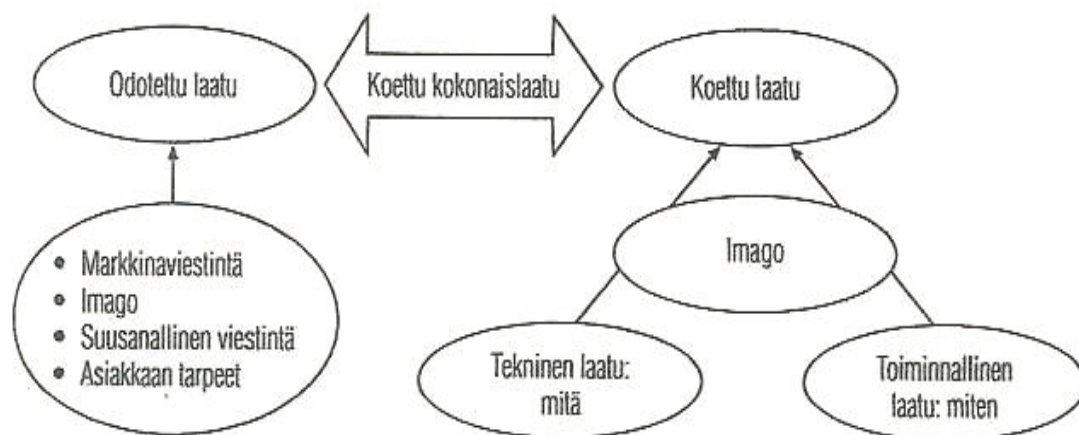 Odotettu laatu
Koettu kokonaislaatu
Koettu laatu
• Markkinaviestintä
• Imago
• Suusanallinen viestintä
• Asiakkaan tarpeet
Imago
Tekninen laatu:
mitä
Toiminnallinen
laatu: miten